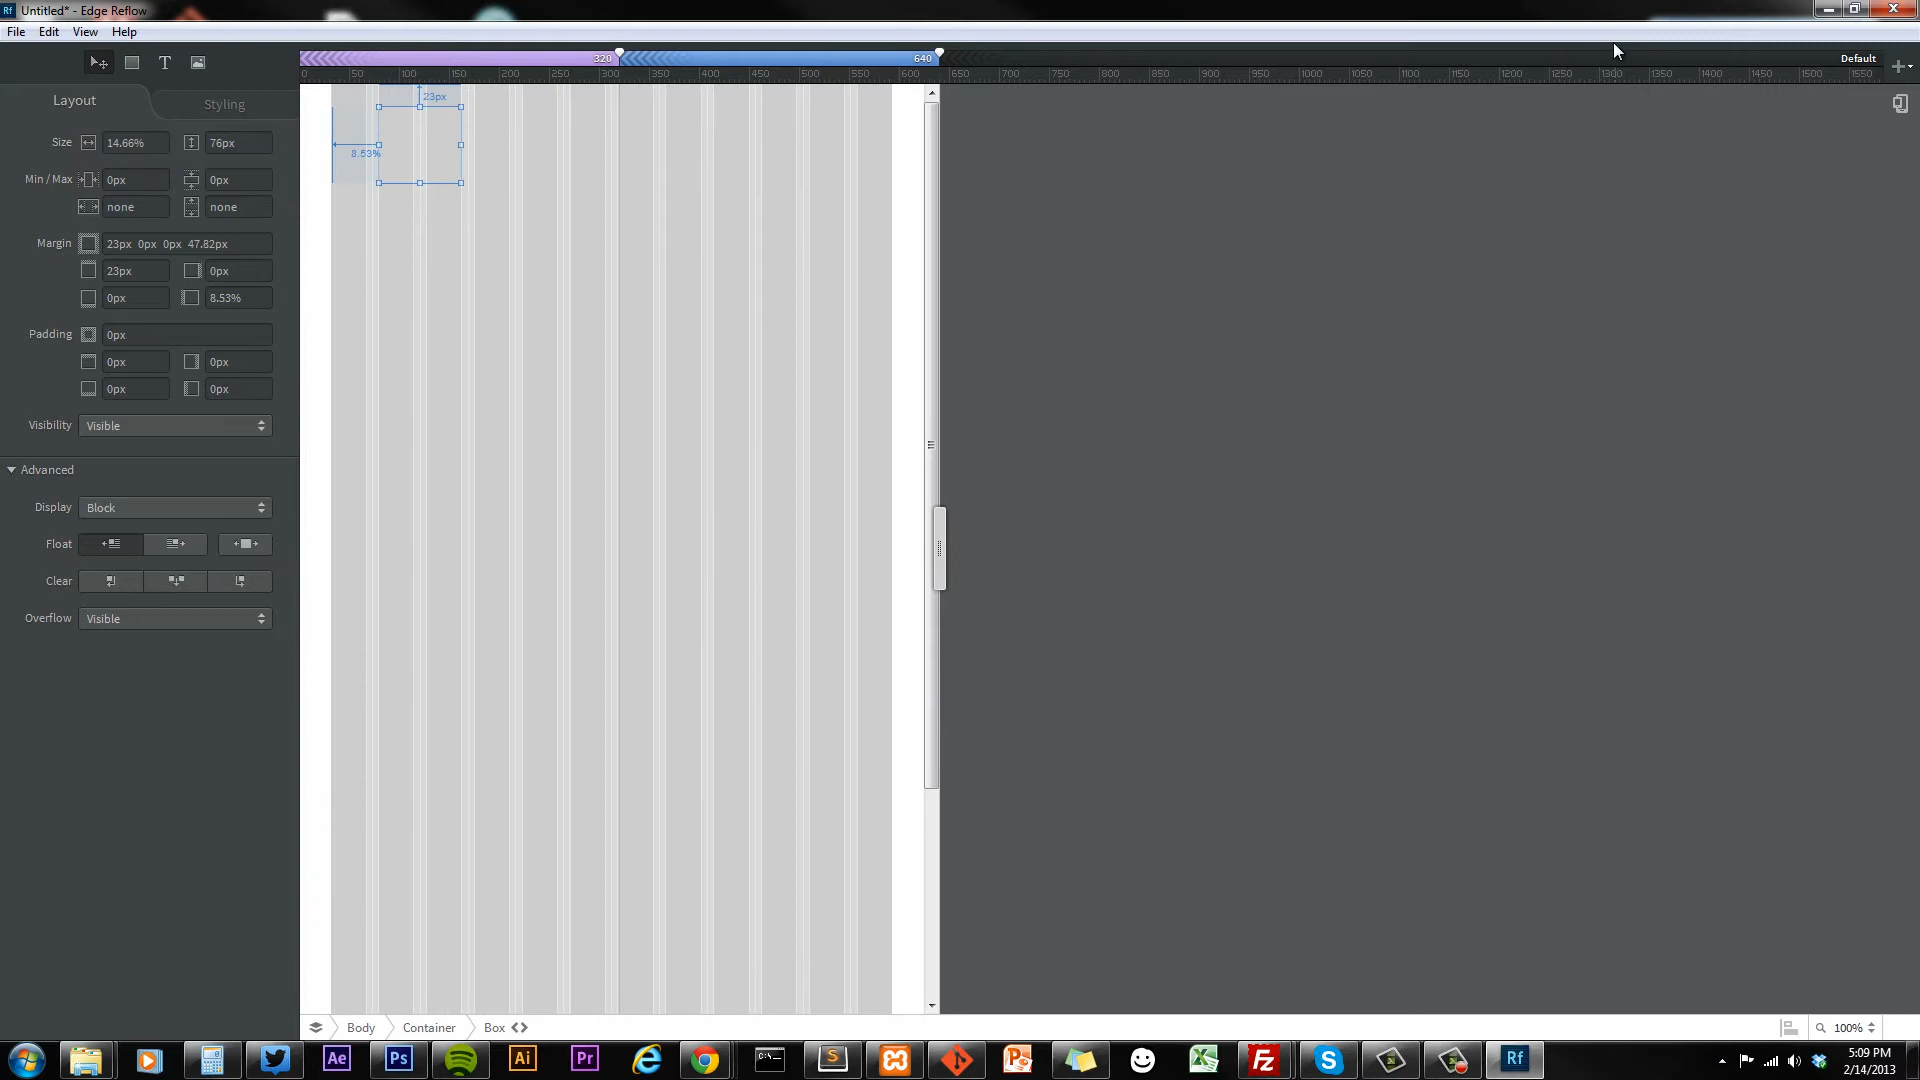 Rf Untitled* - Edge Reflow
File Edit View Help
T
320 640 Default
0 50 100 150 200 250 300 350 400 450 500 550 600 650 700 750 800 850 900 950 1000 1050 1100 1150 1200 1250 1300 1350 1400 1450 1500 1550
Layout Styling
23px
8.53%
Size 14.66% 76px
Min / Max 0px 0px
none none
Margin 23px 0px 0px 47.82px
23px 0px
0px 8.53%
Padding 0px
0px 0px
0px 0px
Visibility Visible
Advanced
Display Block
Float
Clear
Overflow Visible
Body Container Box 100%
Ae Ps Ai Pr C:\ S Fz S Rf
5:09 PM
2/14/2013